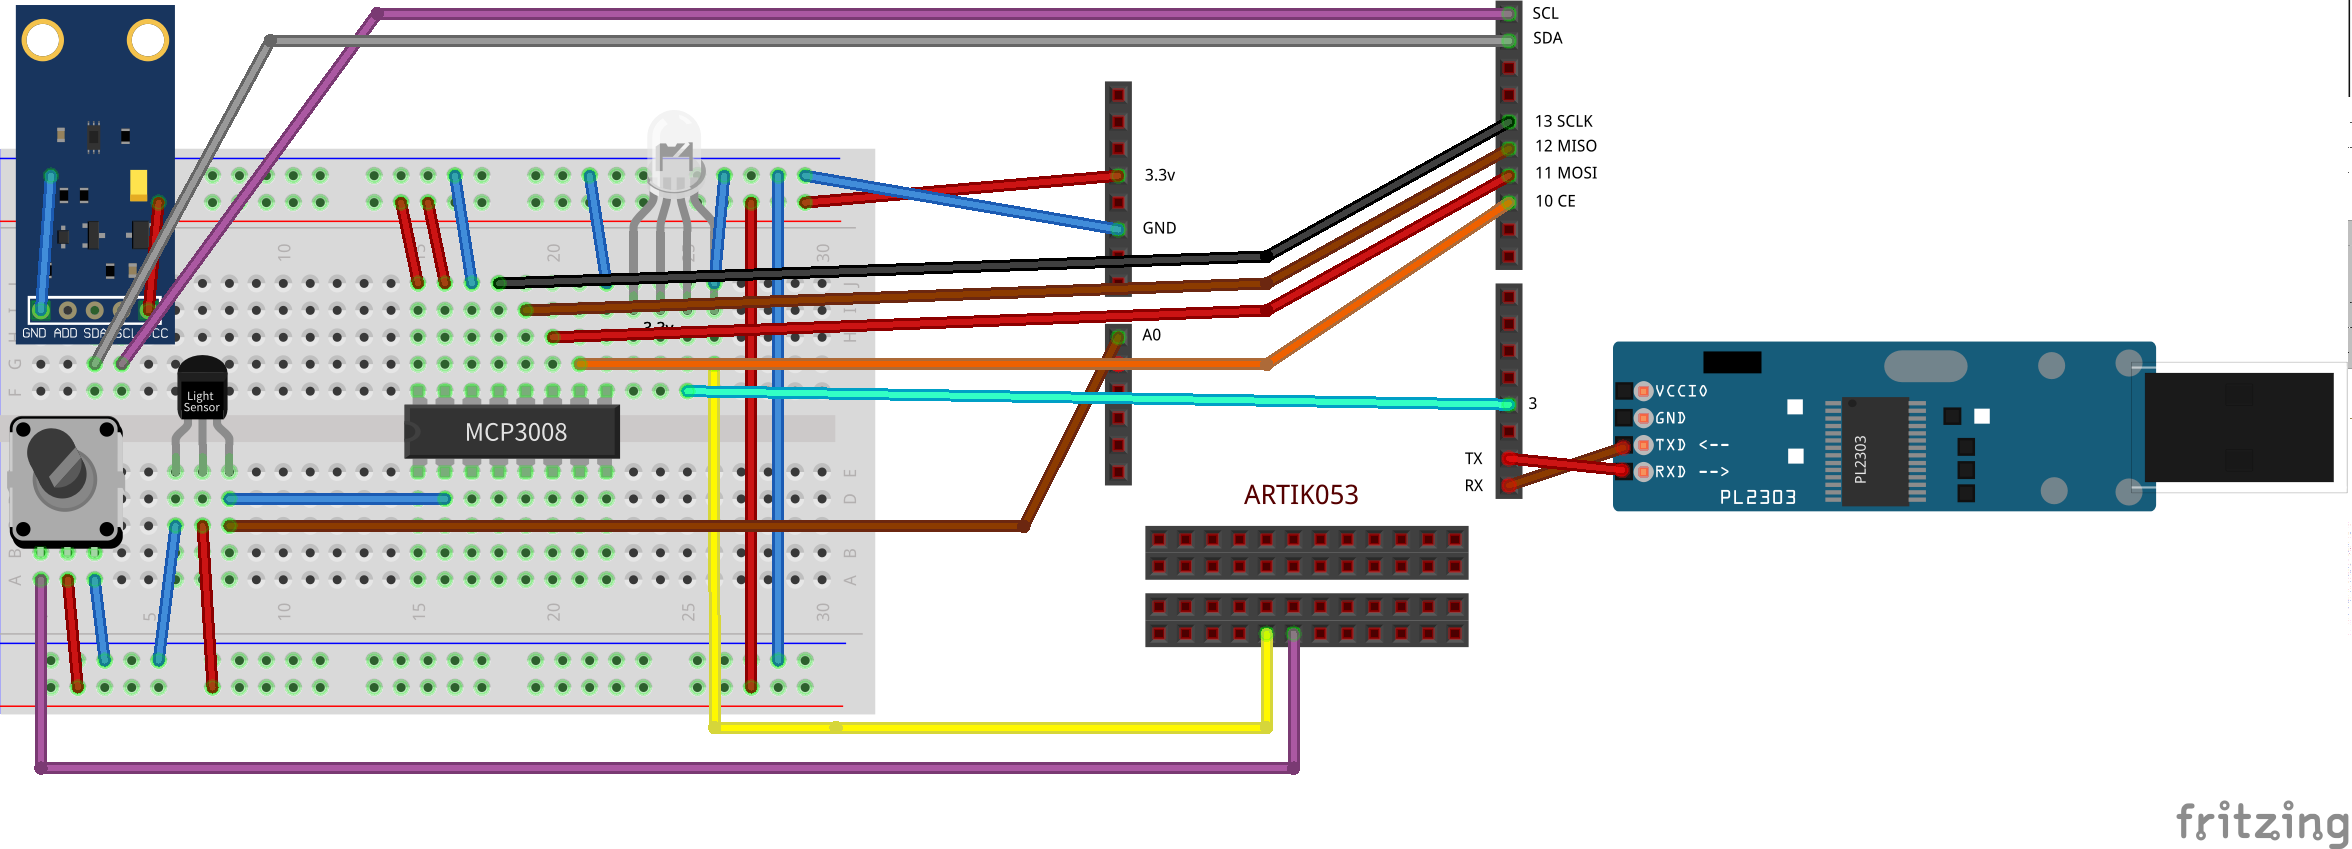 SCL
SDA
13 SCLK
12 MISO
11 MOSI
10 CE
3.3v
GND
A0
3
TX
RX
ARTIK053
GND ADD SDA SCL VCC
10
20
30
J
I
H
G
F
Light
Sensor
MCP3008
E
D
B
A
B
A
5
10
15
20
25
30
VCCIO
GND
TXD <--
RXD -->
PL2303
PL2303
fritzing